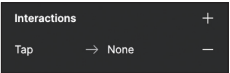 Interactions +
Tap → None −